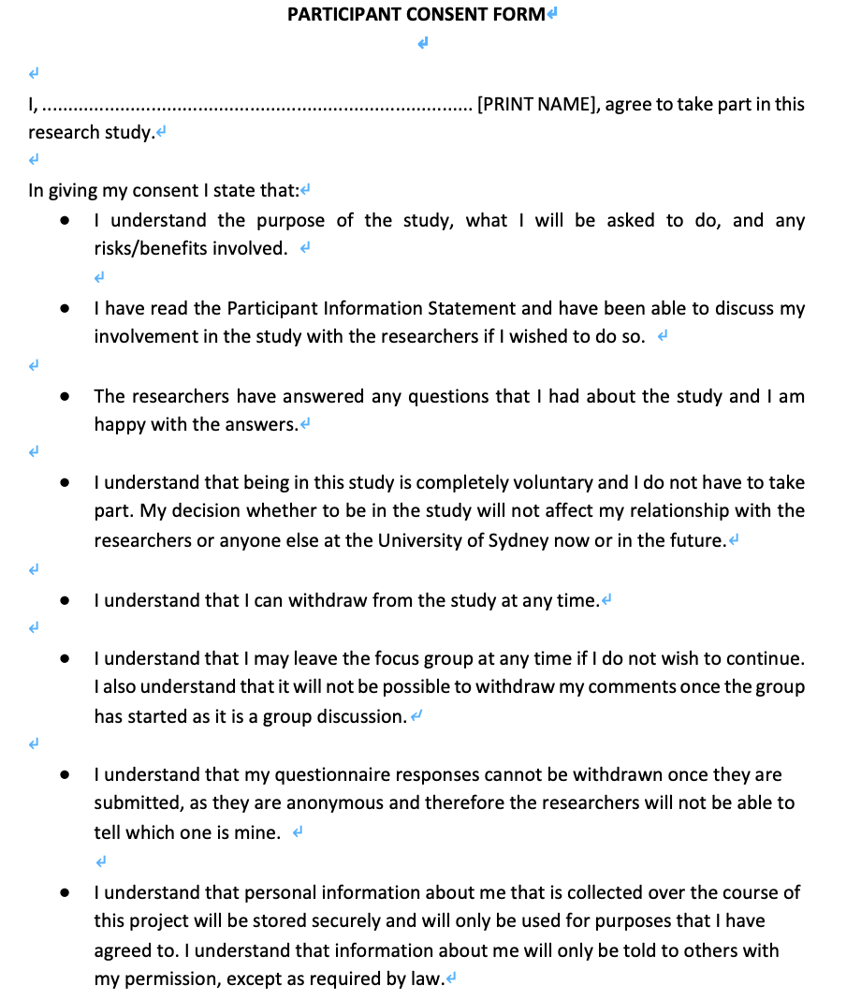 PARTICIPANT CONSENT FORM
I, ................................................................................... [PRINT NAME], agree to take part in this
research study.
In giving my consent I state that:
● I understand the purpose of the study, what I will be asked to do, and any
risks/benefits involved.
● I have read the Participant Information Statement and have been able to discuss my
involvement in the study with the researchers if I wished to do so.
● The researchers have answered any questions that I had about the study and I am
happy with the answers.
● I understand that being in this study is completely voluntary and I do not have to take
part. My decision whether to be in the study will not affect my relationship with the
researchers or anyone else at the University of Sydney now or in the future.
● I understand that I can withdraw from the study at any time.
● I understand that I may leave the focus group at any time if I do not wish to continue.
I also understand that it will not be possible to withdraw my comments once the group
has started as it is a group discussion.
● I understand that my questionnaire responses cannot be withdrawn once they are
submitted, as they are anonymous and therefore the researchers will not be able to
tell which one is mine.
● I understand that personal information about me that is collected over the course of
this project will be stored securely and will only be used for purposes that I have
agreed to. I understand that information about me will only be told to others with
my permission, except as required by law.